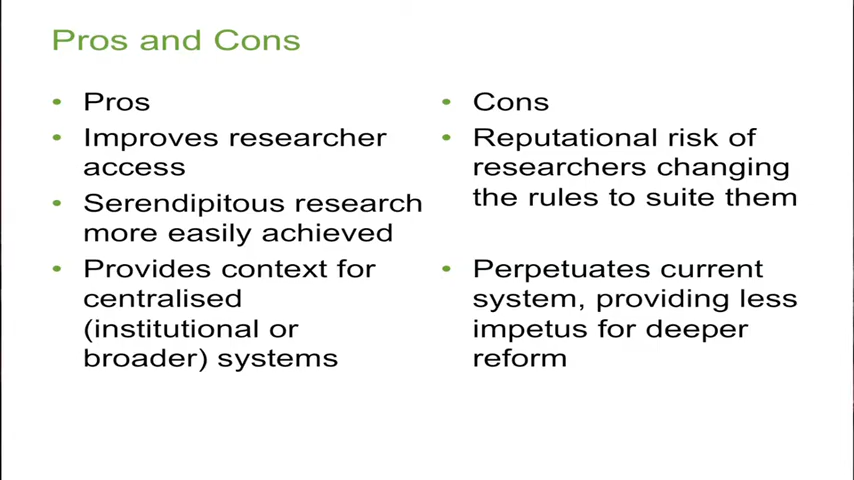 Pros and Cons
• Pros
• Improves researcher
access
• Serendipitous research
more easily achieved
• Provides context for
centralised
(institutional or
broader) systems
• Cons
• Reputational risk of
researchers changing
the rules to suite them
• Perpetuates current
system, providing less
impetus for deeper
reform